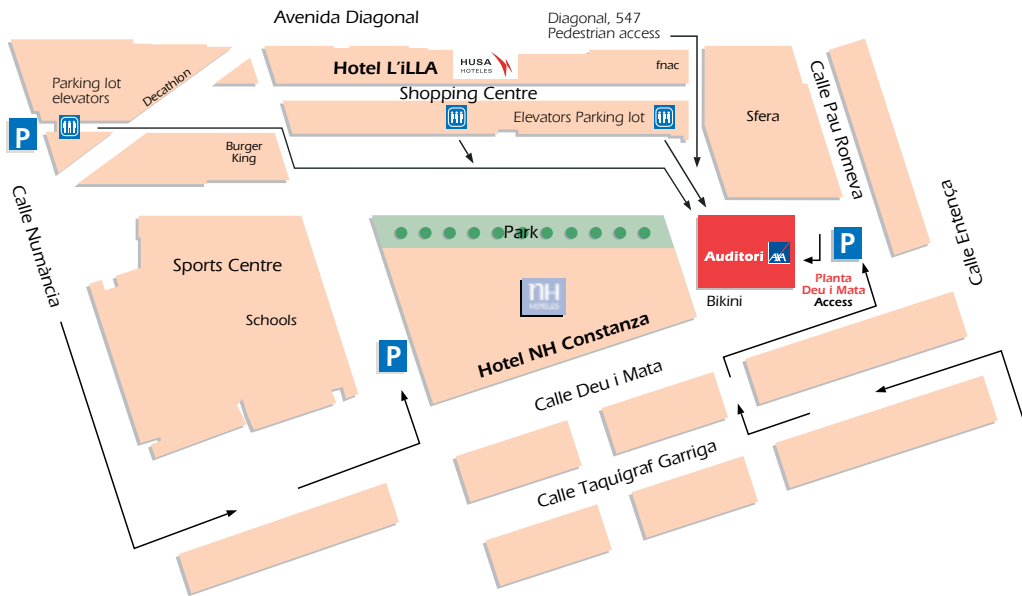 Avenida Diagonal
Diagonal, 547
Pedestrian access
Parking lot
elevators
Decathlon
Hotel L'iLLA
HUSA
HOTELES
fnac
Shopping Centre
Elevators Parking lot
Sfera
Calle Pau Romeva
P
Burger
King
Calle Numància
Calle Entença
Sports Centre
Schools
Park
nH
HOTELES
Hotel NH Constanza
Auditori AXA
P
Planta
Deu i Mata
Access
Bikini
P
Calle Deu i Mata
Calle Taquígraf Garriga